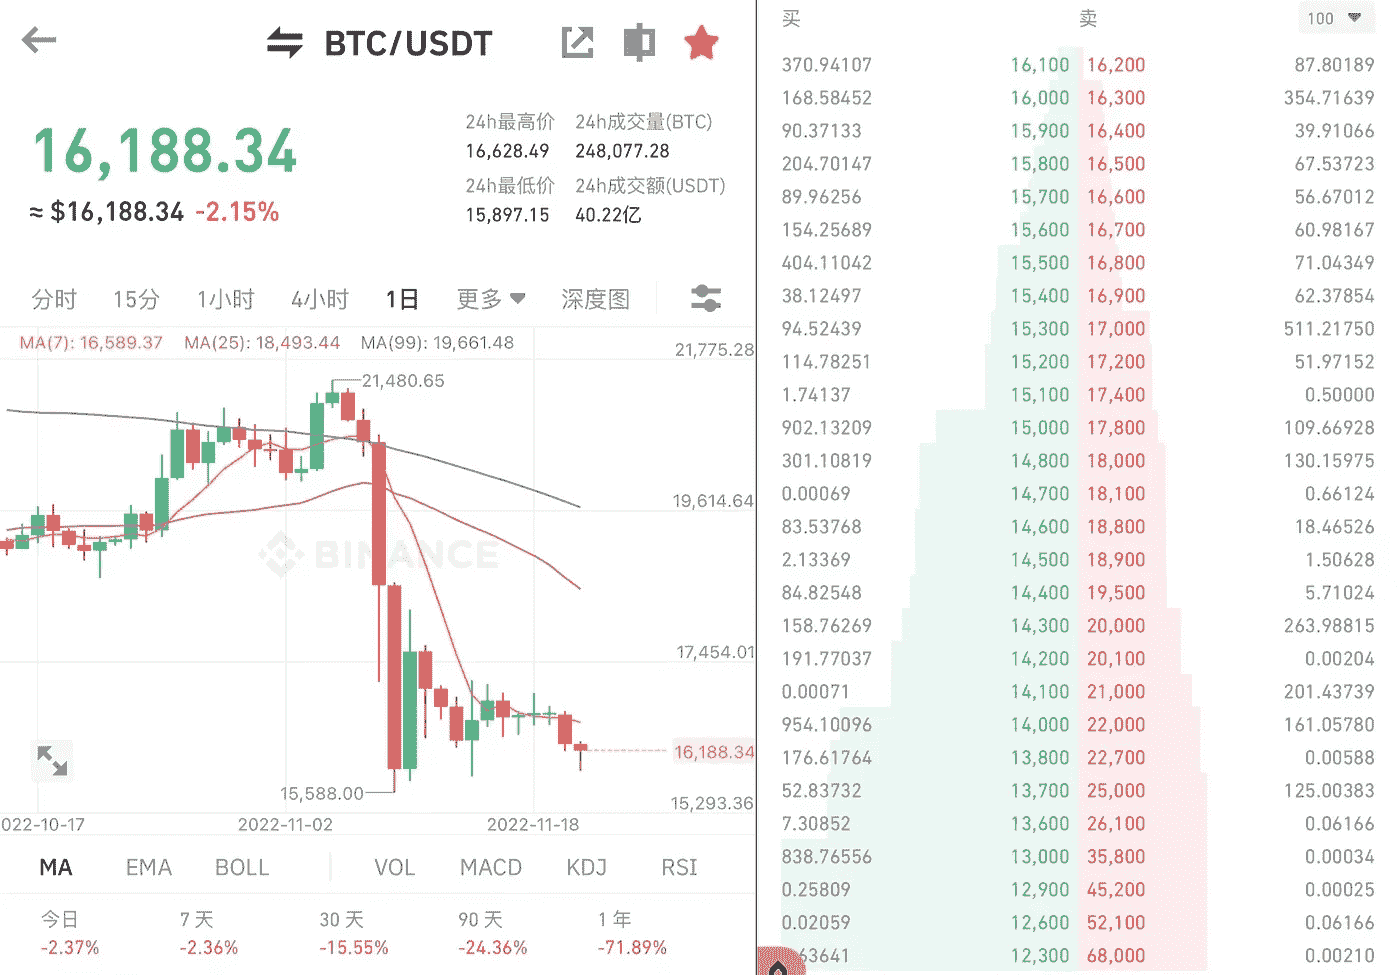 BTC/USDT
16,188.34
≈ $16,188.34 -2.15%
24h最高价 24h成交量(BTC)
16,628.49 248,077.28
24h最低价 24h成交额(USDT)
15,897.15 40.22亿
分时 15分 1小时 4小时 1日 更多 深度图
MA(7): 16,589.37 MA(25): 18,493.44 MA(99): 19,661.48
21,775.28
21,480.65
19,614.64
BINANCE
17,454.01
16,188.34
15,588.00
15,293.36
022-10-17 2022-11-02 2022-11-18
MA EMA BOLL VOL MACD KDJ RSI
今日 7天 30天 90天 1年
-2.37% -2.36% -15.55% -24.36% -71.89%
买 卖 100
370.94107 16,100 16,200 87.80189
168.58452 16,000 16,300 354.71639
90.37133 15,900 16,400 39.91066
204.70147 15,800 16,500 67.53723
89.96256 15,700 16,600 56.67012
154.25689 15,600 16,700 60.98167
404.11042 15,500 16,800 71.04349
38.12497 15,400 16,900 62.37854
94.52439 15,300 17,000 511.21750
114.78251 15,200 17,200 51.97152
1.74137 15,100 17,400 0.50000
902.13209 15,000 17,800 109.66928
301.10819 14,800 18,000 130.15975
0.00069 14,700 18,100 0.66124
83.53768 14,600 18,800 18.46526
2.13369 14,500 18,900 1.50628
84.82548 14,400 19,500 5.71024
158.76269 14,300 20,000 263.98815
191.77037 14,200 20,100 0.00204
0.00071 14,100 21,000 201.43739
954.10096 14,000 22,000 161.05780
176.61764 13,800 22,700 0.00588
52.83732 13,700 25,000 125.00383
7.30852 13,600 26,100 0.06166
838.76556 13,000 35,800 0.00034
0.25809 12,900 45,200 0.00025
0.02059 12,600 52,100 0.06166
.63641 12,300 68,000 0.00210